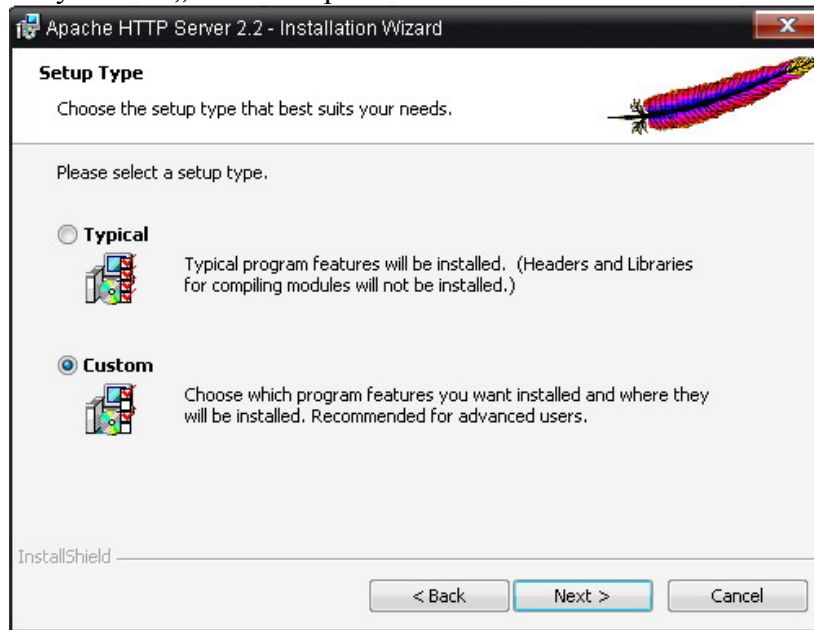 Apache HTTP Server 2.2 - Installation Wizard
Setup Type
Choose the setup type that best suits your needs.
Please select a setup type.
Typical
Typical program features will be installed. (Headers and Libraries
for compiling modules will not be installed.)
Custom
Choose which program features you want installed and where they
will be installed. Recommended for advanced users.
InstallShield
< Back Next > Cancel